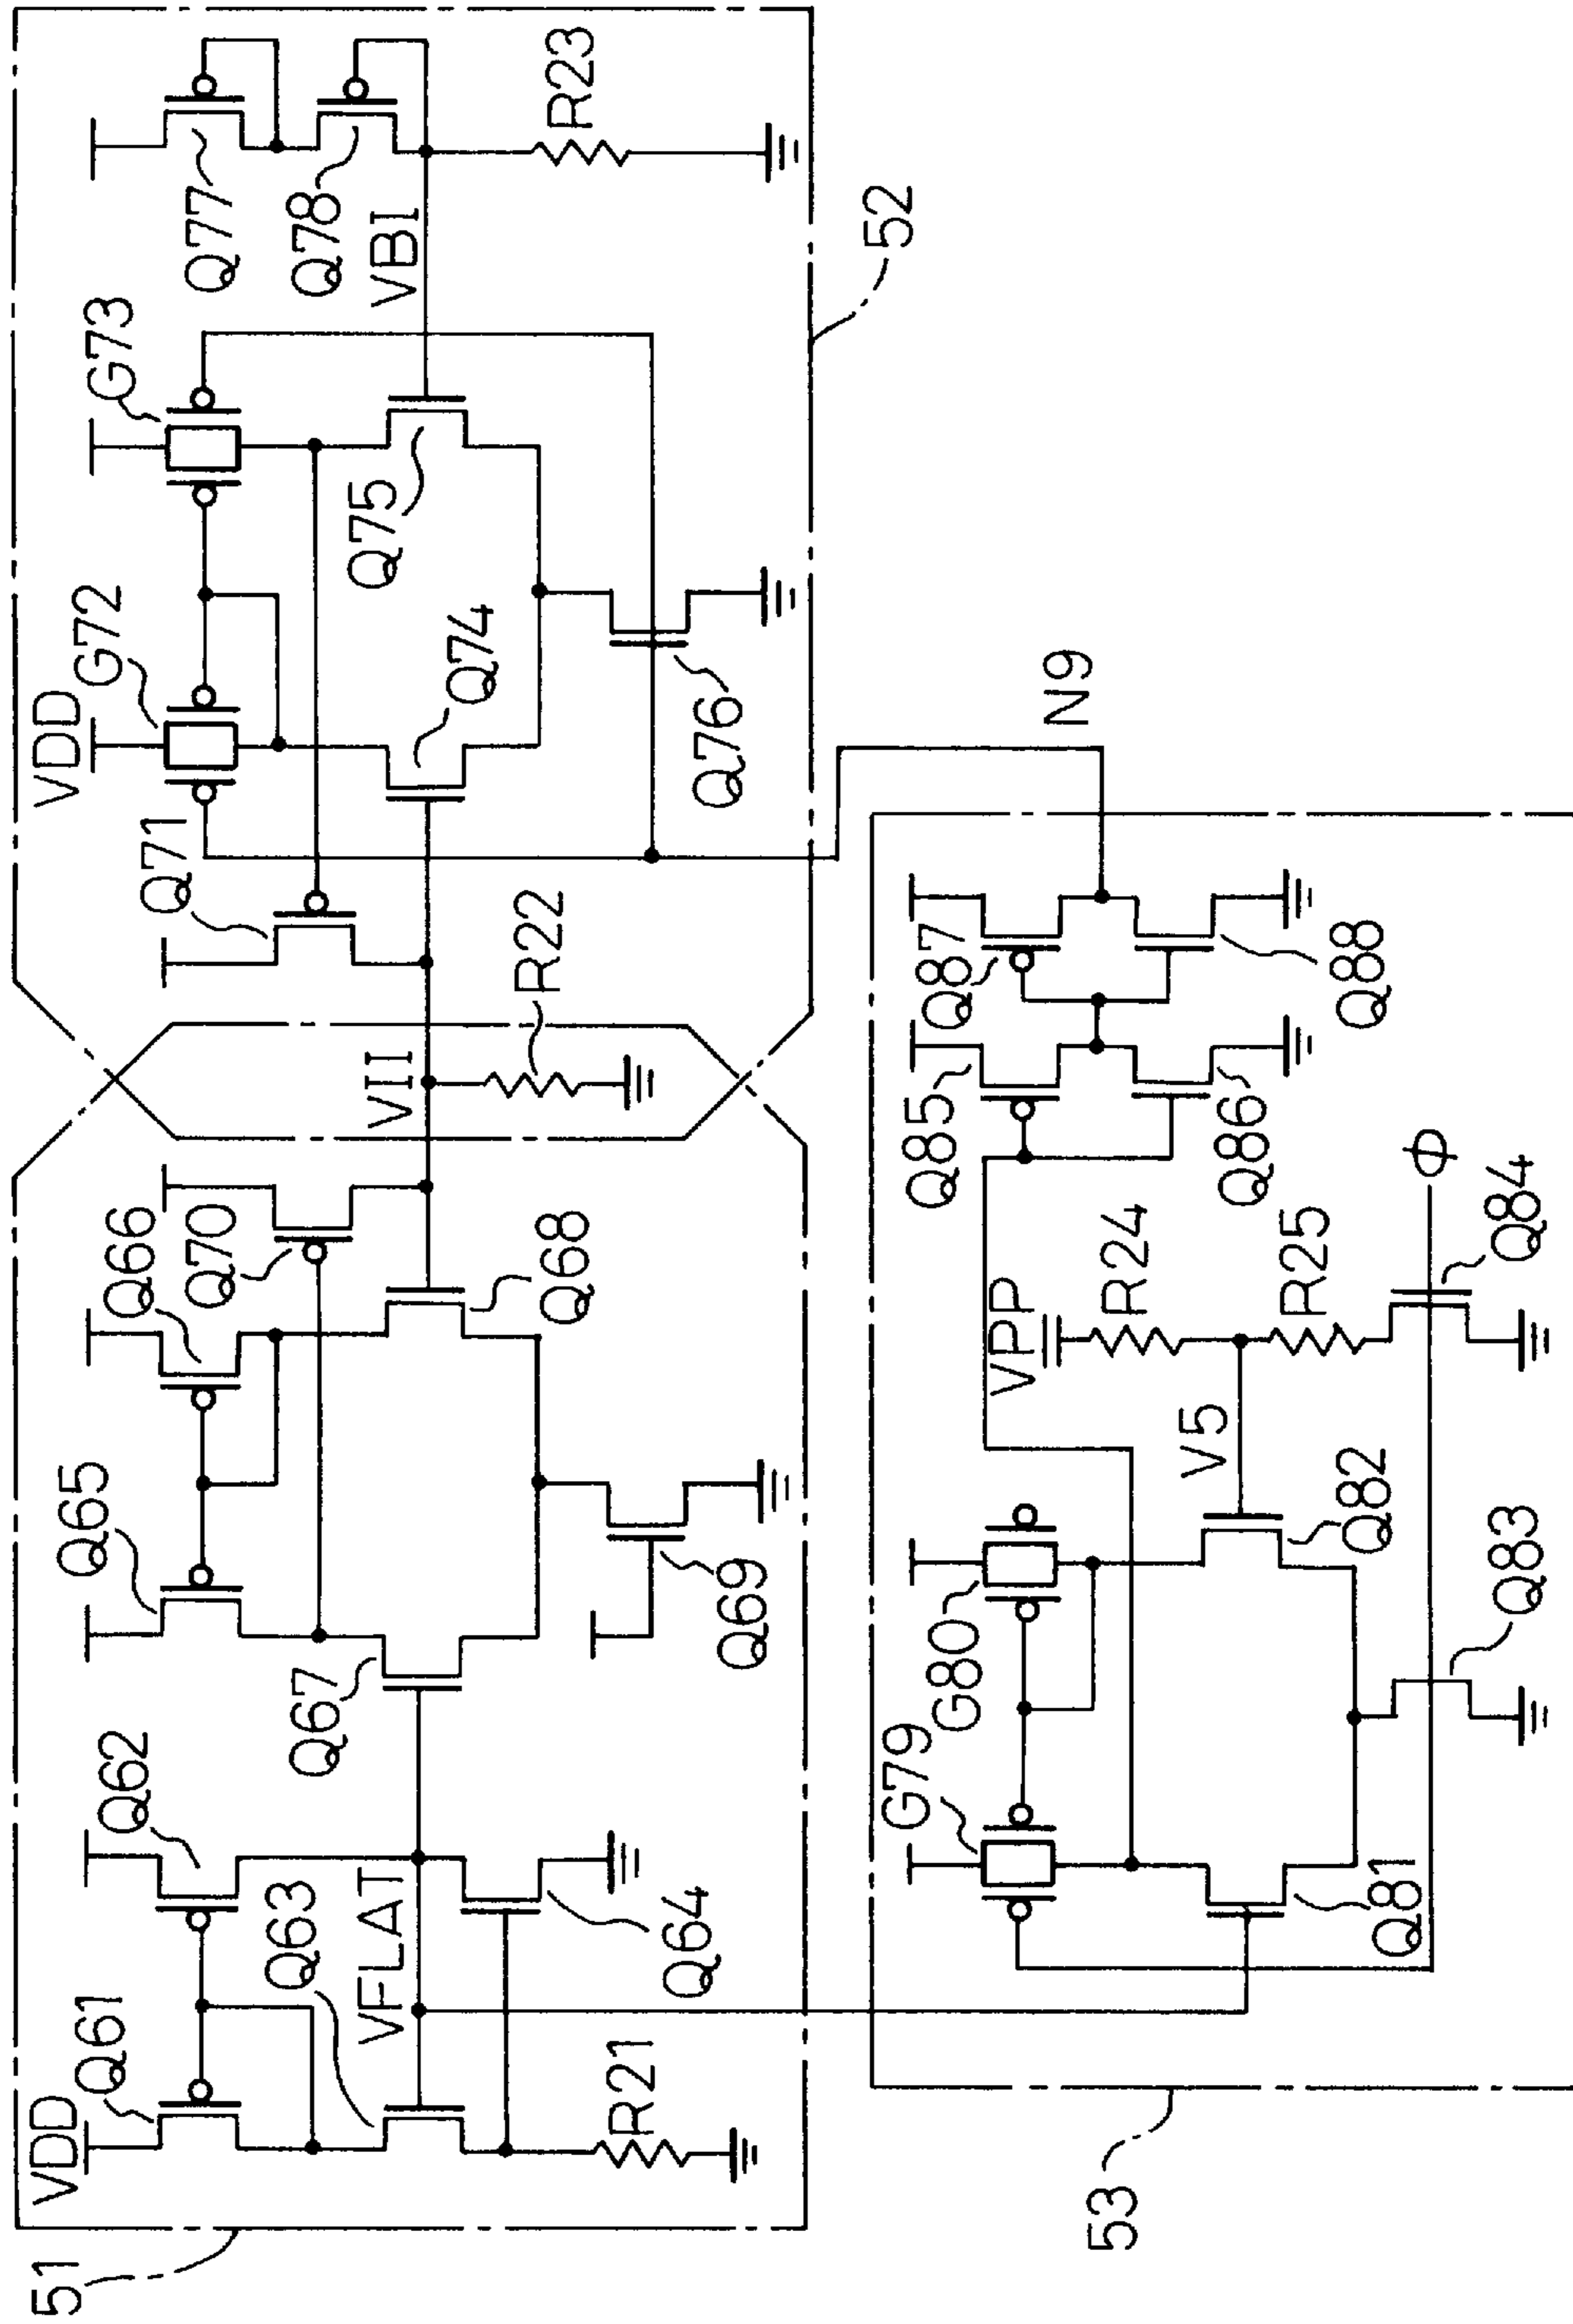 VDD
Q61
Q62
Q63
VFLAT
Q64
R21
51
Q65
Q66
Q67
Q70
Q68
Q69
VII
R22
Q71
VDD
G72
G73
Q74
Q75
Q76
Q77
Q78
VBI
R23
52
N9
53
G79
G80
Q81
Q82
Q83
V5
VPP
R24
R25
Q84
Φ
Q85
Q86
Q87
Q88